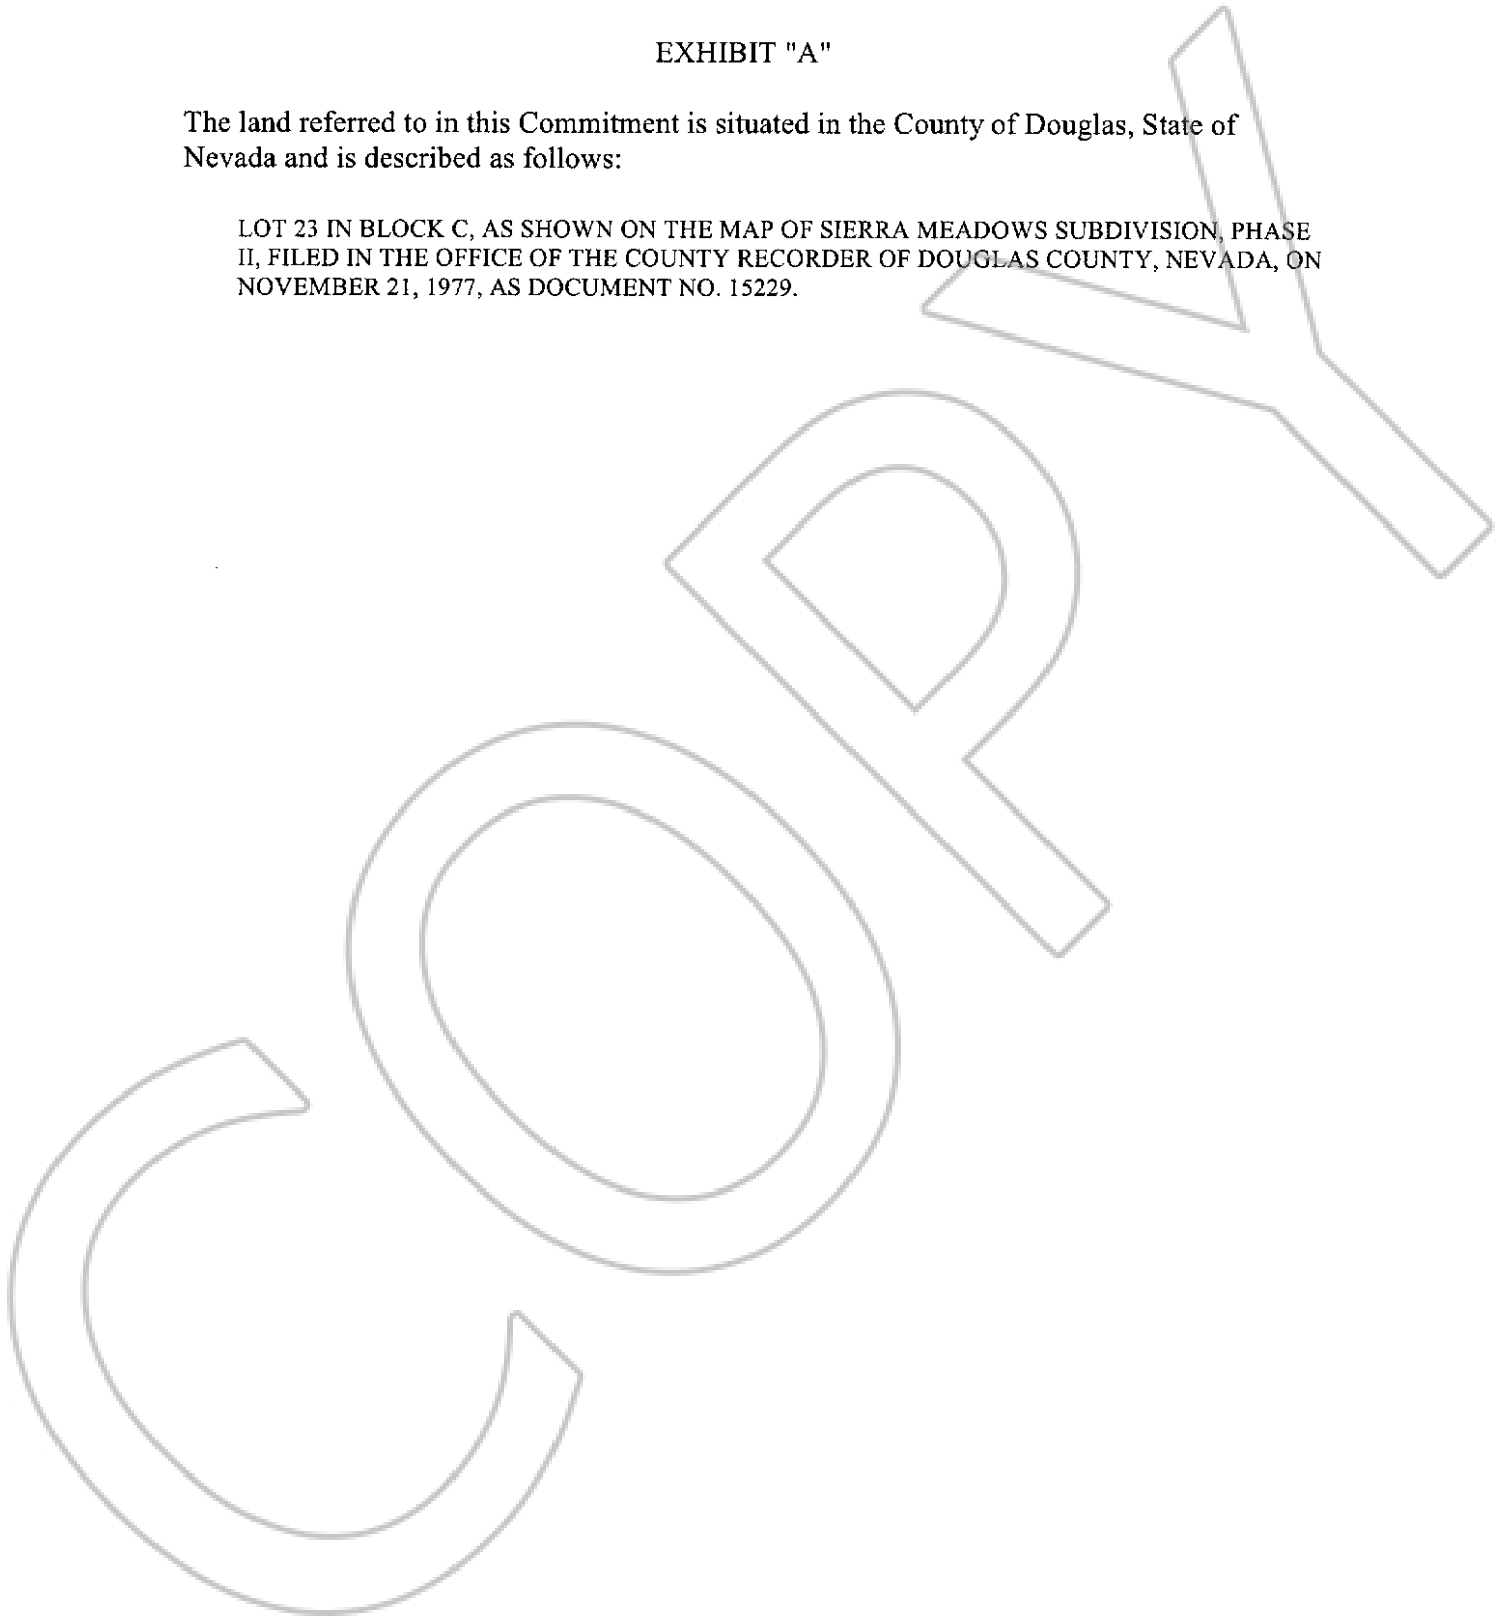 EXHIBIT "A"
The land referred to in this Commitment is situated in the County of Douglas, State of
Nevada and is described as follows:
LOT 23 IN BLOCK C, AS SHOWN ON THE MAP OF SIERRA MEADOWS SUBDIVISION, PHASE
II, FILED IN THE OFFICE OF THE COUNTY RECORDER OF DOUGLAS COUNTY, NEVADA, ON
NOVEMBER 21, 1977, AS DOCUMENT NO. 15229.
COPY